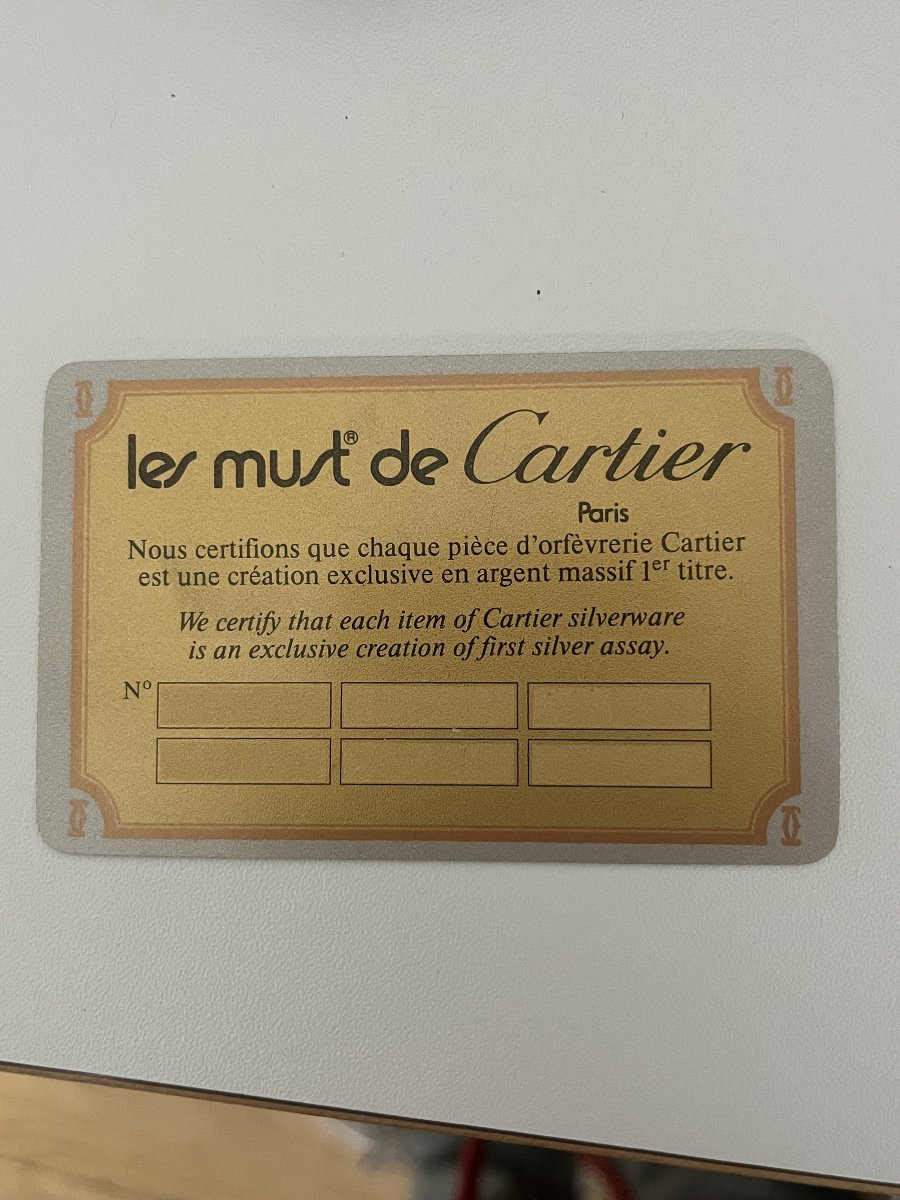 les must® de Cartier
Paris
Nous certifions que chaque pièce d'orfèvrerie Cartier
est une création exclusive en argent massif 1er titre.
We certify that each item of Cartier silverware
is an exclusive creation of first silver assay.
Nº